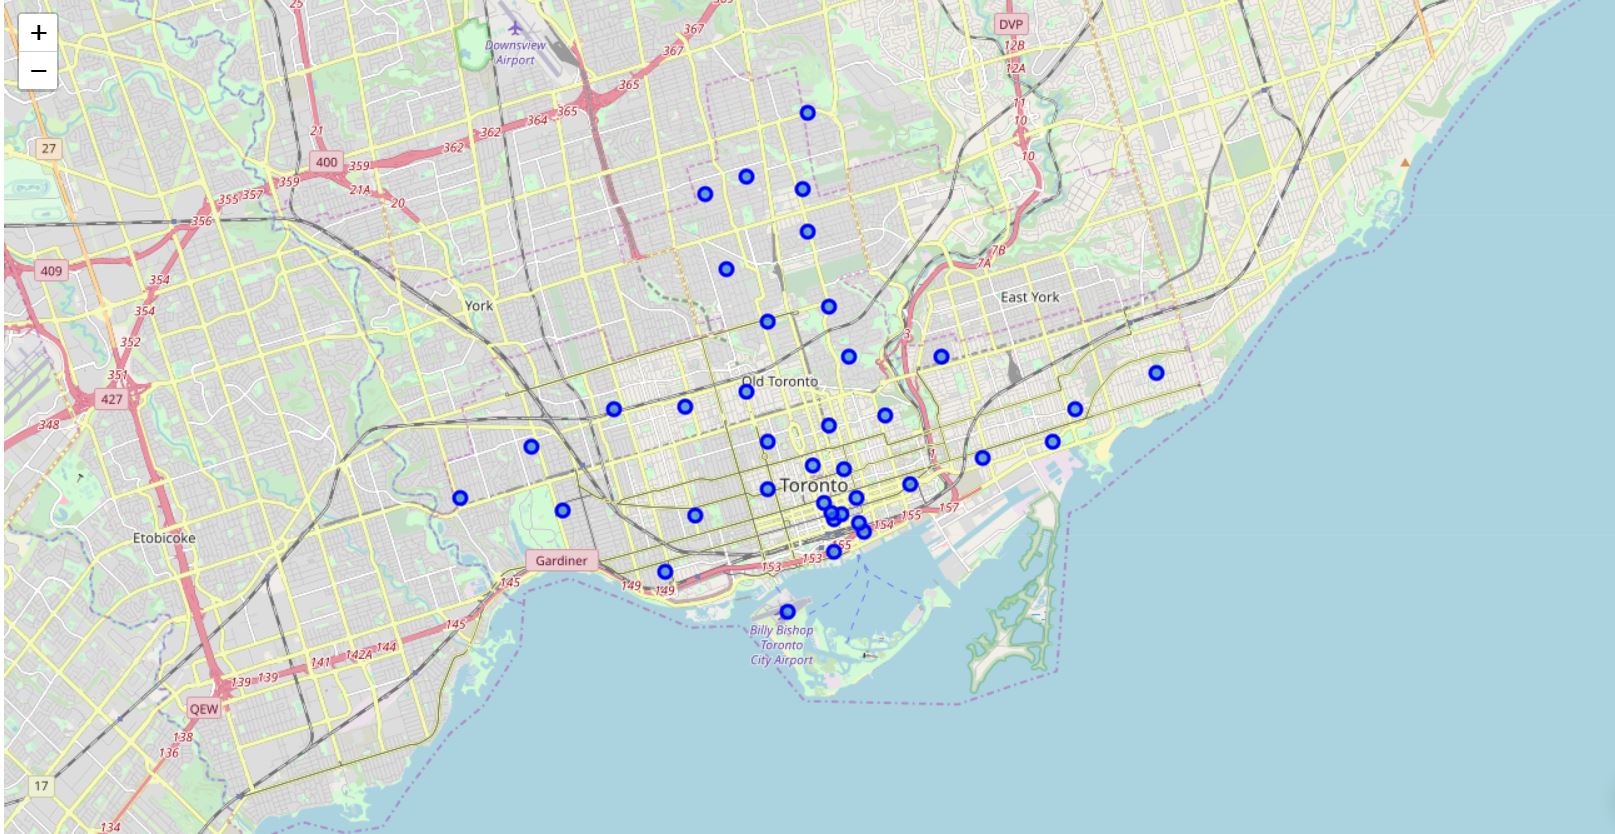 +
−
25
369
367
367
365
365
364
362
362
359
359
357
355
356
354
354
352
351
348
21
21A
20
27
400
409
427
Downsview
Airport
DVP
12B
12A
11
10
10
7B
7A
3
1
York
East York
Old Toronto
Toronto
Etobicoke
Gardiner
157
155
154
155
153
153
149
149
145
145
144
142A
141
139
139
138
136
134
QEW
17
Billy Bishop
Toronto
City Airport